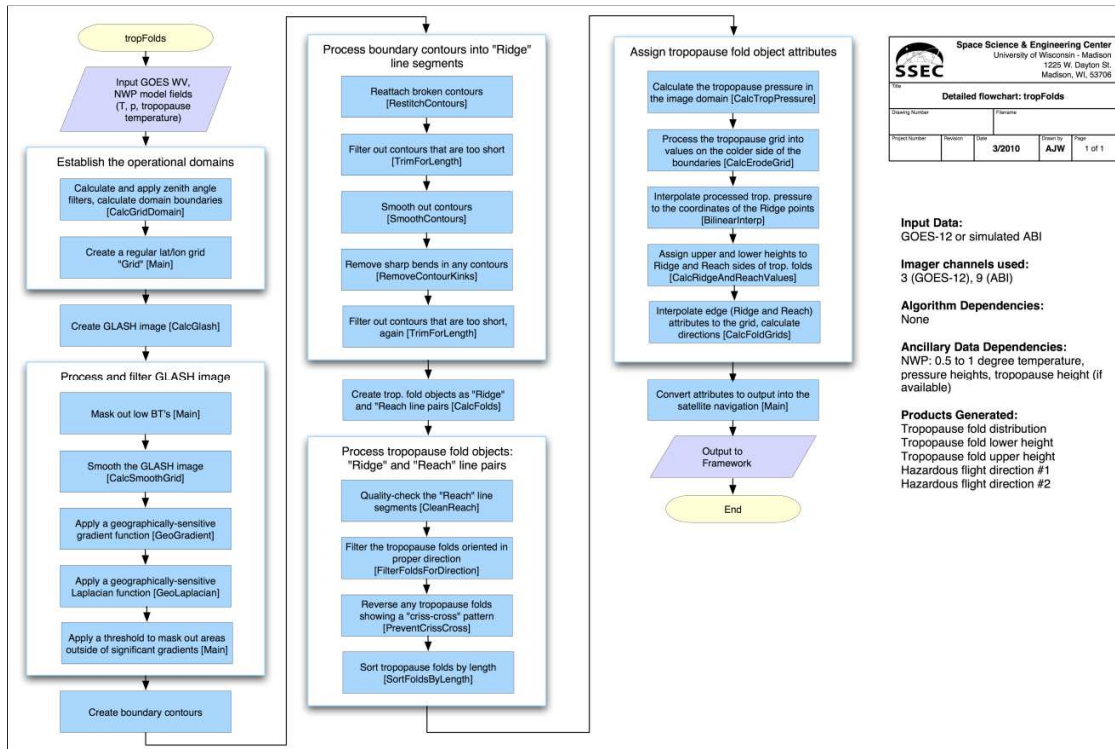 tropFolds
Input GOES WV,
NWP model fields
(T, p, tropopause
temperature)
Establish the operational domains
Calculate and apply zenith angle
filters, calculate domain boundaries
[CalcGridDomain]
Create a regular lat/lon grid
"Grid" [Main]
Create GLASH image [CalcGlash]
Process and filter GLASH image
Mask out low BT's [Main]
Smooth the GLASH image
[CalcSmoothGrid]
Apply a geographically-sensitive
gradient function [GeoGradient]
Apply a geographically-sensitive
Laplacian function [GeoLaplacian]
Apply a threshold to mask out areas
outside of significant gradients [Main]
Create boundary contours
Process boundary contours into "Ridge"
line segments
Reattach broken contours
[RestitchContours]
Filter out contours that are too short
[TrimForLength]
Smooth out contours
[SmoothContours]
Remove sharp bends in any contours
[RemoveContourKinks]
Filter out contours that are too short,
again [TrimForLength]
Create trop. fold objects as "Ridge"
and "Reach line pairs [CalcFolds]
Process tropopause fold objects:
"Ridge" and "Reach" line pairs
Quality-check the "Reach" line
segments [CleanReach]
Filter the tropopause folds oriented in
proper direction
[FilterFoldsForDirection]
Reverse any tropopause folds
showing a "criss-cross" pattern
[PreventCrissCross]
Sort tropopause folds by length
[SortFoldsByLength]
Assign tropopause fold object attributes
Calculate the tropopause pressure in
the image domain [CalcTropPressure]
Process the tropopause grid into
values on the colder side of the
boundaries [CalcErodeGrid]
Interpolate processed trop. pressure
to the coordinates of the Ridge points
[BilinearInterp]
Assign upper and lower heights to
Ridge and Reach sides of trop. folds
[CalcRidgeAndReachValues]
Interpolate edge (Ridge and Reach)
attributes to the grid, calculate
directions [CalcFoldGrids]
Convert attributes to output into the
satellite navigation [Main]
Output to
Framework
End
SSEC
Space Science & Engineering Center
University of Wisconsin - Madison
1225 W. Dayton St.
Madison, WI, 53706
Title
Detailed flowchart: tropFolds
Drawing Number Filename
Project Number Revision Date Drawn by Page
3/2010 AJW 1 of 1
Input Data:
GOES-12 or simulated ABI
Imager channels used:
3 (GOES-12), 9 (ABI)
Algorithm Dependencies:
None
Ancillary Data Dependencies:
NWP: 0.5 to 1 degree temperature,
pressure heights, tropopause height (if
available)
Products Generated:
Tropopause fold distribution
Tropopause fold lower height
Tropopause fold upper height
Hazardous flight direction #1
Hazardous flight direction #2